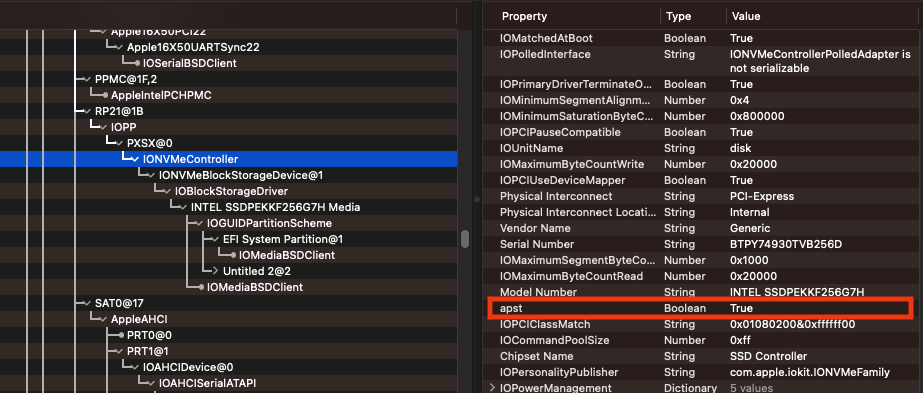 Apple16X50PCI22
Apple16X50UARTSync22
IOSerialBSDClient
PPMC@1F,2
AppleIntelPCHPMC
RP21@1B
IOPP
PXSX@0
IONVMeController
IONVMeBlockStorageDevice@1
IOBlockStorageDriver
INTEL SSDPEKKF256G7H Media
IOGUIDPartitionScheme
EFI System Partition@1
IOMediaBSDClient
Untitled 2@2
IOMediaBSDClient
SAT0@17
AppleAHCI
PRT0@0
PRT1@1
IOAHCIDevice@0
IOAHCISerialATAPI
Property Type Value
IOMatchedAtBoot Boolean True
IOPolledInterface String IONVMeControllerPolledAdapter is
not serializable
IOPrimaryDriverTerminateO... Boolean True
IOMinimumSegmentAlignm... Number 0x4
IOMinimumSaturationByteC... Number 0x800000
IOPCIPauseCompatible Boolean True
IOUnitName String disk
IOMaximumByteCountWrite Number 0x20000
IOPCIUseDeviceMapper Boolean True
Physical Interconnect String PCI-Express
Physical Interconnect Locati... String Internal
Vendor Name String Generic
Serial Number String BTPY74930TVB256D
IOMaximumSegmentByteCo... Number 0x1000
IOMaximumByteCountRead Number 0x20000
Model Number String INTEL SSDPEKKF256G7H
apst Boolean True
IOPCIClassMatch String 0x01080200&0xffffff00
IOCommandPoolSize Number 0xff
Chipset Name String SSD Controller
IOPersonalityPublisher String com.apple.iokit.IONVMeFamily
IOPowerManagement Dictionary 5 values